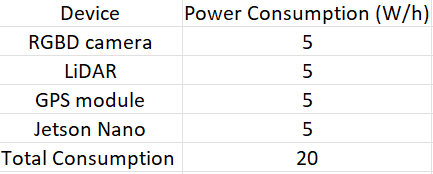 Device Power Consumption (W/h)
RGBD camera 5
LiDAR 5
GPS module 5
Jetson Nano 5
Total Consumption 20